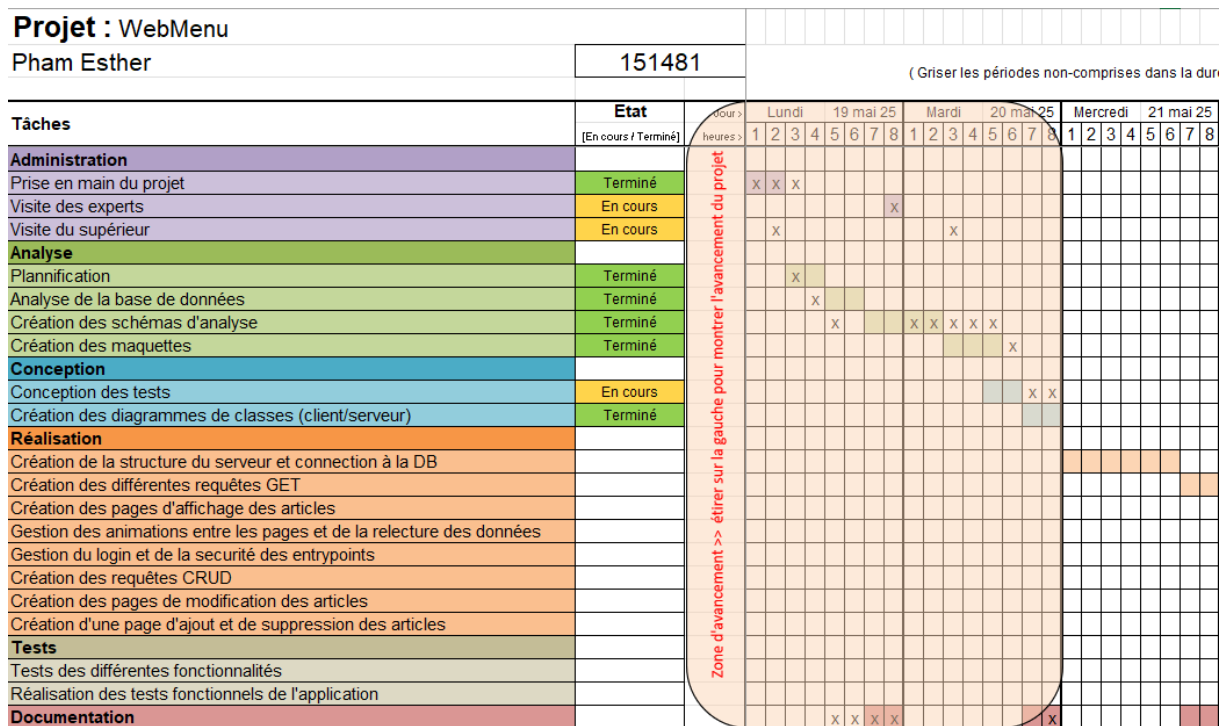 Projet : WebMenu
Pham Esther 151481
( Griser les périodes non-comprises dans la
Tâches Etat jour > Lundi 19 mai 25 Mardi 20 mai 25 Mercredi 21 mai 25
[En cours / Terminé] heures > 1 2 3 4 5 6 7 8 1 2 3 4 5 6 7 8 1 2 3 4 5 6 7 8
Administration
Prise en main du projet Terminé x x x
Visite des experts En cours x
Visite du supérieur En cours x x
Analyse
Plannification Terminé x
Analyse de la base de données Terminé x
Création des schémas d'analyse Terminé x x x x x x
Création des maquettes Terminé x
Conception
Conception des tests En cours x x
Création des diagrammes de classes (client/serveur) Terminé
Réalisation
Création de la structure du serveur et connection à la DB
Création des différentes requêtes GET
Création des pages d'affichage des articles
Gestion des animations entre les pages et de la relecture des données
Gestion du login et de la securité des entrypoints
Création des requêtes CRUD
Création des pages de modification des articles
Création d'une page d'ajout et de suppression des articles
Tests
Tests des différentes fonctionnalités
Réalisation des tests fonctionnels de l'application
Documentation x x x x x
Zone d'avancement >> étirer sur la gauche pour montrer l'avancement du projet